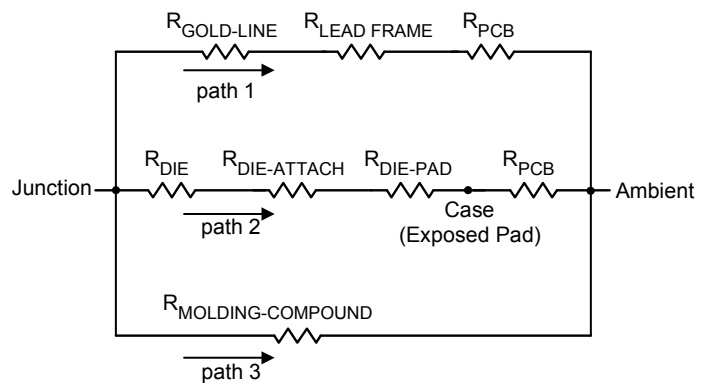 RGOLD-LINE RLEAD FRAME RPCB
path 1
RDIE RDIE-ATTACH RDIE-PAD RPCB
Junction Ambient
path 2
Case
(Exposed Pad)
RMOLDING-COMPOUND
path 3